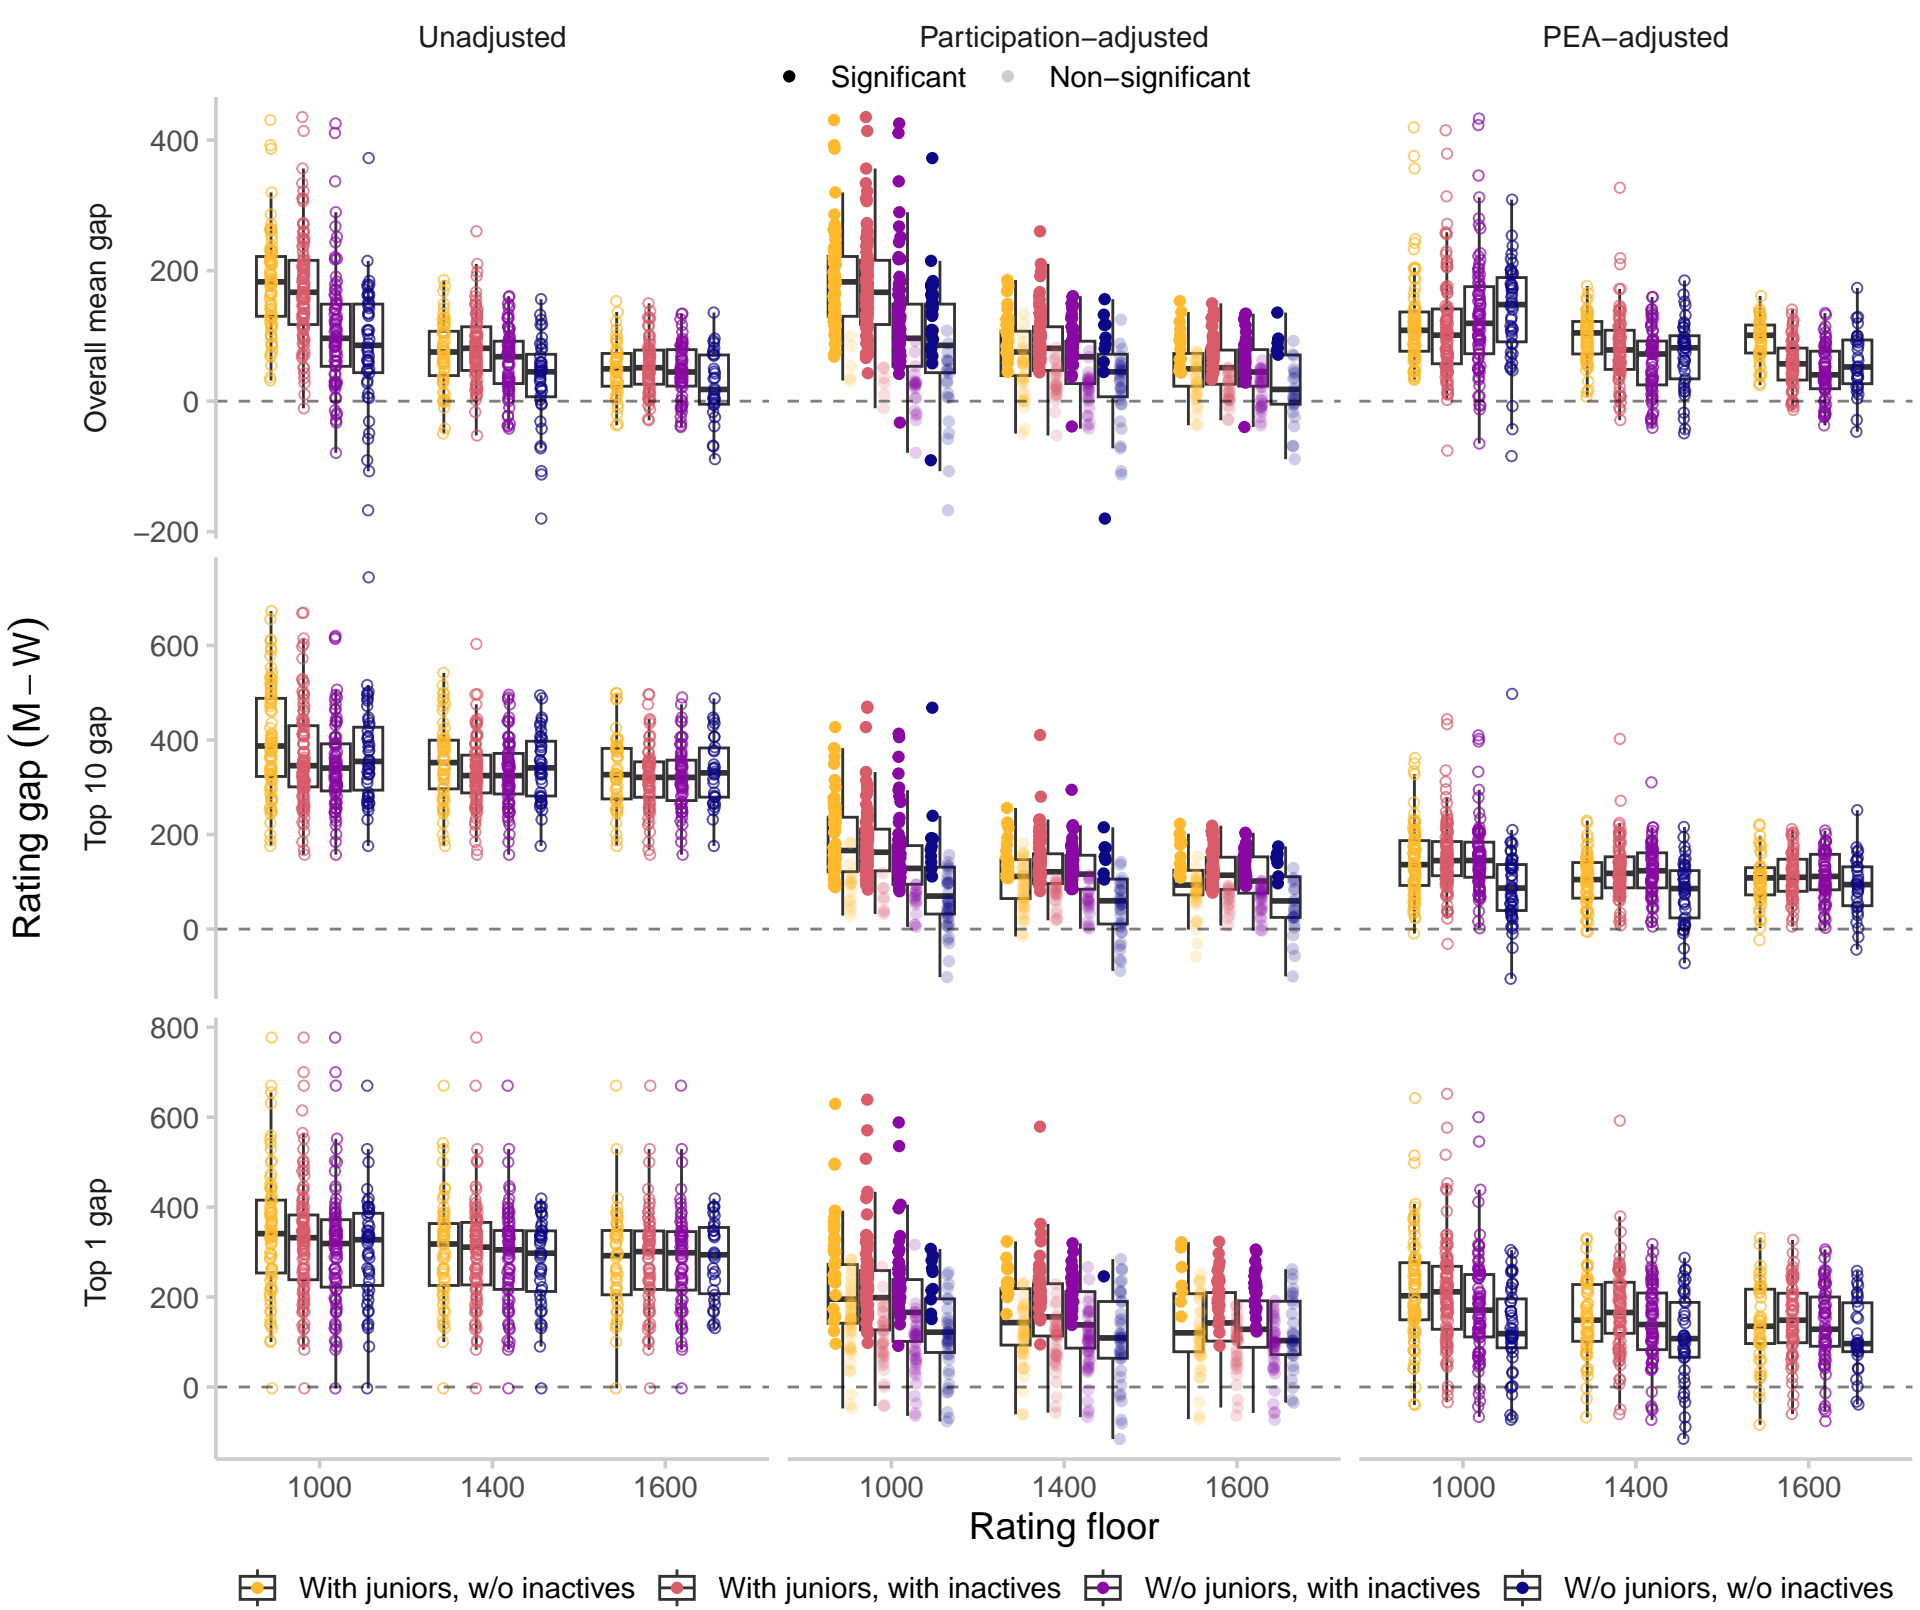 Unadjusted Participation−adjusted PEA−adjusted
Significant Non−significant
Rating gap (M − W)
Overall mean gap
400
200
0
−200
Top 10 gap
600
400
200
0
Top 1 gap
800
600
400
200
0
1000 1400 1600 1000 1400 1600 1000 1400 1600
Rating floor
With juniors, w/o inactives With juniors, with inactives W/o juniors, with inactives W/o juniors, w/o inactives